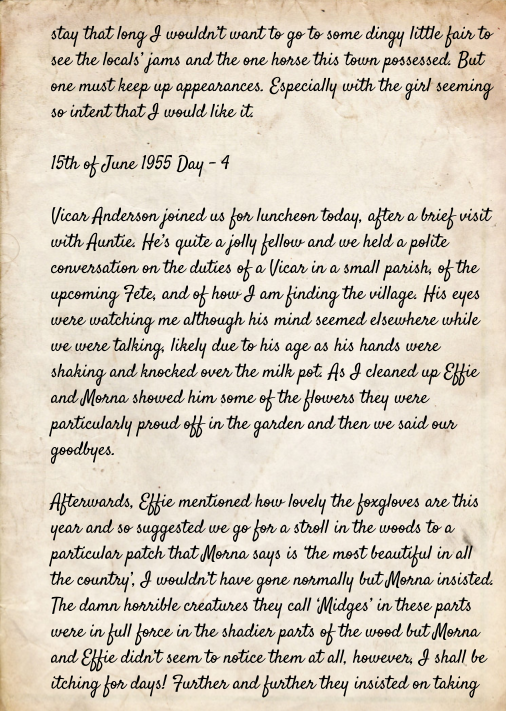 stay that long I wouldn't want to go to some dingy little fair to
see the locals' jams and the one horse this town possessed. But
one must keep up appearances. Especially with the girl seeming
so intent that I would like it.
15th of June 1955 Day - 4
Vicar Anderson joined us for luncheon today, after a brief visit
with Auntie. He's quite a jolly fellow and we held a polite
conversation on the duties of a Vicar in a small parish, of the
upcoming Fete, and of how I am finding the village. His eyes
were watching me although his mind seemed elsewhere while
we were talking, likely due to his age as his hands were
shaking and knocked over the milk pot. As I cleaned up Effie
and Morna showed him some of the flowers they were
particularly proud off in the garden and then we said our
goodbyes.
Afterwards, Effie mentioned how lovely the foxgloves are this
year and so suggested we go for a stroll in the woods to a
particular patch that Morna says is 'the most beautiful in all
the country', I wouldn't have gone normally but Morna insisted.
The damn horrible creatures they call 'Midges' in these parts
were in full force in the shadier parts of the wood but Morna
and Effie didn't seem to notice them at all, however, I shall be
itching for days! Further and further they insisted on taking